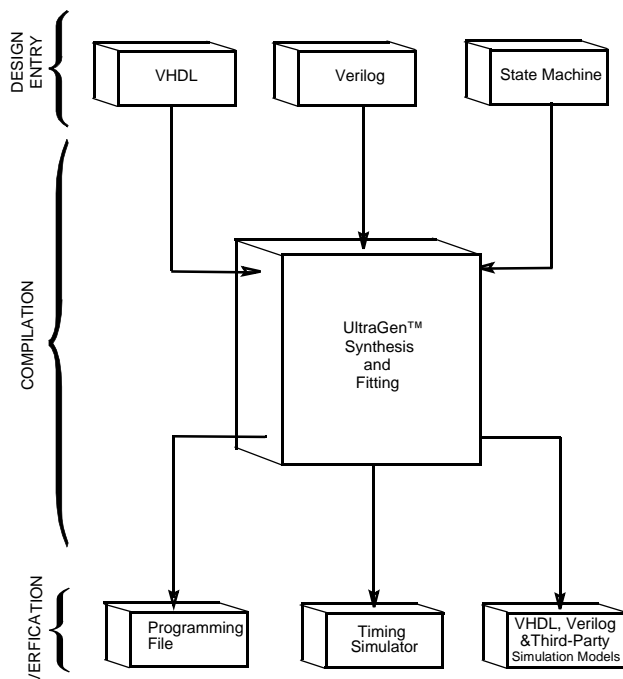 DESIGN
ENTRY
VHDL
Verilog
State Machine
COMPILATION
UltraGen™
Synthesis
and
Fitting
VERFICATION
Programming
File
Timing
Simulator
VHDL, Verilog
&Third-Party
Simulation Models